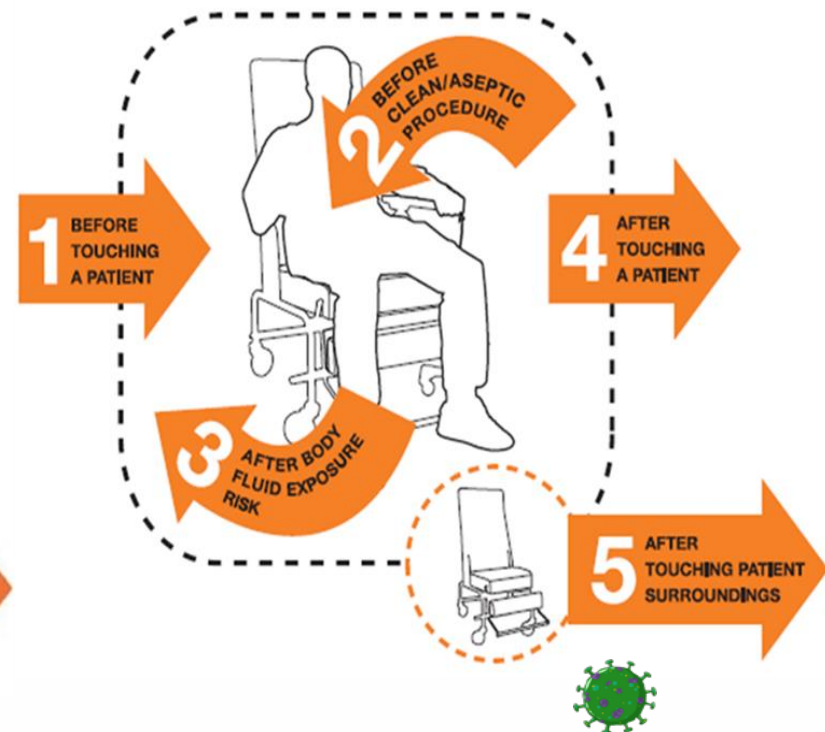 1 BEFORE
TOUCHING
A PATIENT
2 BEFORE
CLEAN/ASEPTIC
PROCEDURE
3 AFTER BODY
FLUID EXPOSURE
RISK
4 AFTER
TOUCHING
A PATIENT
5 AFTER
TOUCHING PATIENT
SURROUNDINGS